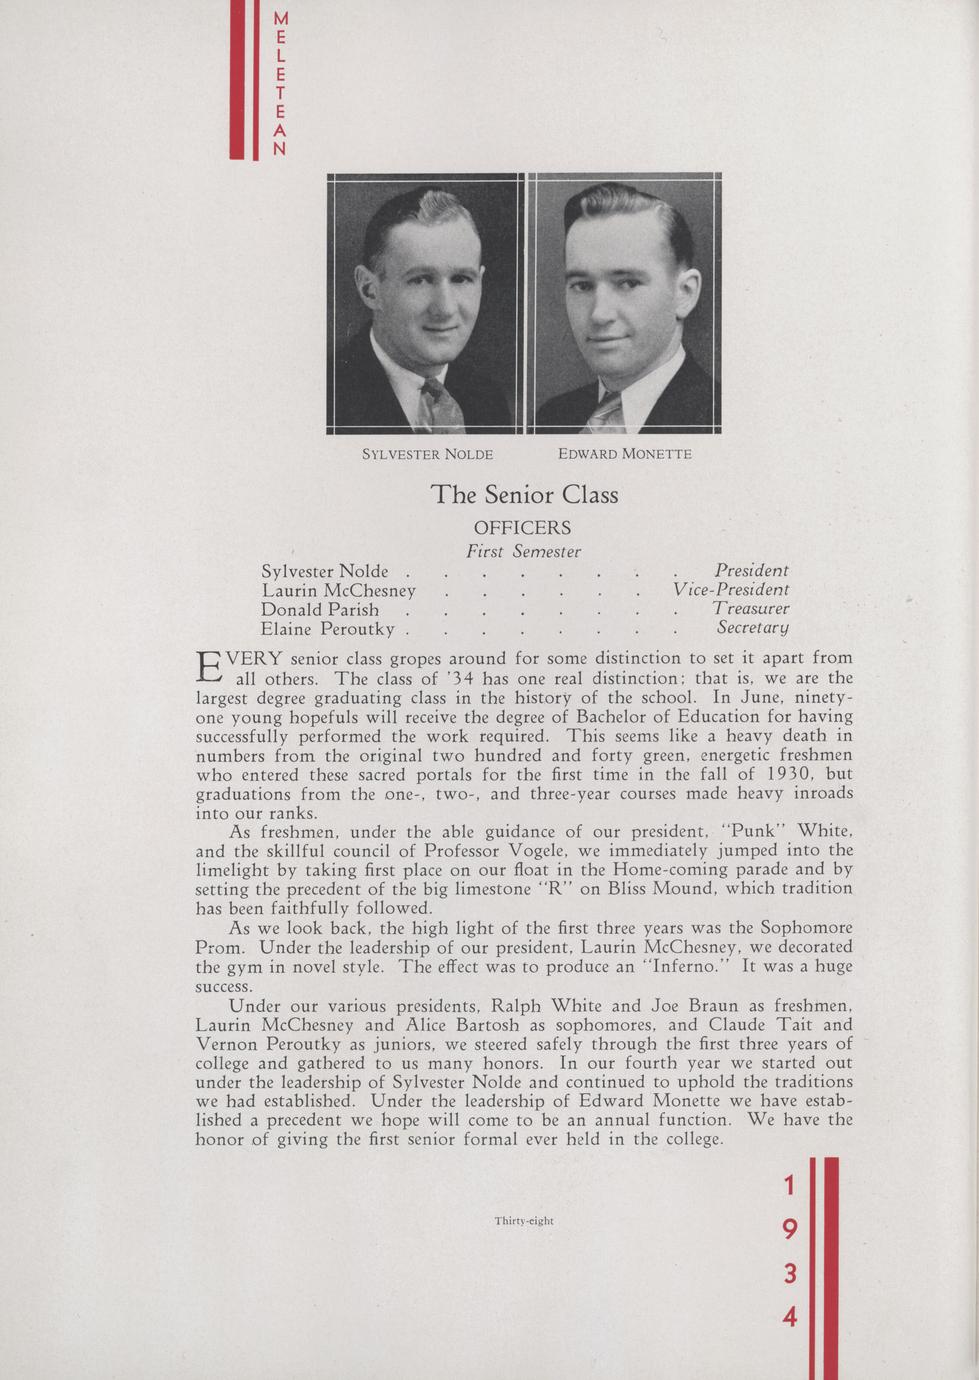 MELETEAN
SYLVESTER NOLDE
EDWARD MONETTE
The Senior Class
OFFICERS
First Semester
Sylvester Nolde . . . . . . . . President
Laurin McChesney . . . . . . Vice-President
Donald Parish . . . . . . . . Treasurer
Elaine Peroutky . . . . . . . . Secretary
EVERY senior class gropes around for some distinction to set it apart from
all others. The class of '34 has one real distinction; that is, we are the
largest degree graduating class in the history of the school. In June, ninety-
one young hopefuls will receive the degree of Bachelor of Education for having
successfully performed the work required. This seems like a heavy death in
numbers from the original two hundred and forty green, energetic freshmen
who entered these sacred portals for the first time in the fall of 1930, but
graduations from the one-, two-, and three-year courses made heavy inroads
into our ranks.
As freshmen, under the able guidance of our president, "Punk" White,
and the skillful council of Professor Vogele, we immediately jumped into the
limelight by taking first place on our float in the Home-coming parade and by
setting the precedent of the big limestone "R" on Bliss Mound, which tradition
has been faithfully followed.
As we look back, the high light of the first three years was the Sophomore
Prom. Under the leadership of our president, Laurin McChesney, we decorated
the gym in novel style. The effect was to produce an "Inferno." It was a huge
success.
Under our various presidents, Ralph White and Joe Braun as freshmen,
Laurin McChesney and Alice Bartosh as sophomores, and Claude Tait and
Vernon Peroutky as juniors, we steered safely through the first three years of
college and gathered to us many honors. In our fourth year we started out
under the leadership of Sylvester Nolde and continued to uphold the traditions
we had established. Under the leadership of Edward Monette we have estab-
lished a precedent we hope will come to be an annual function. We have the
honor of giving the first senior formal ever held in the college.
Thirty-eight
1934